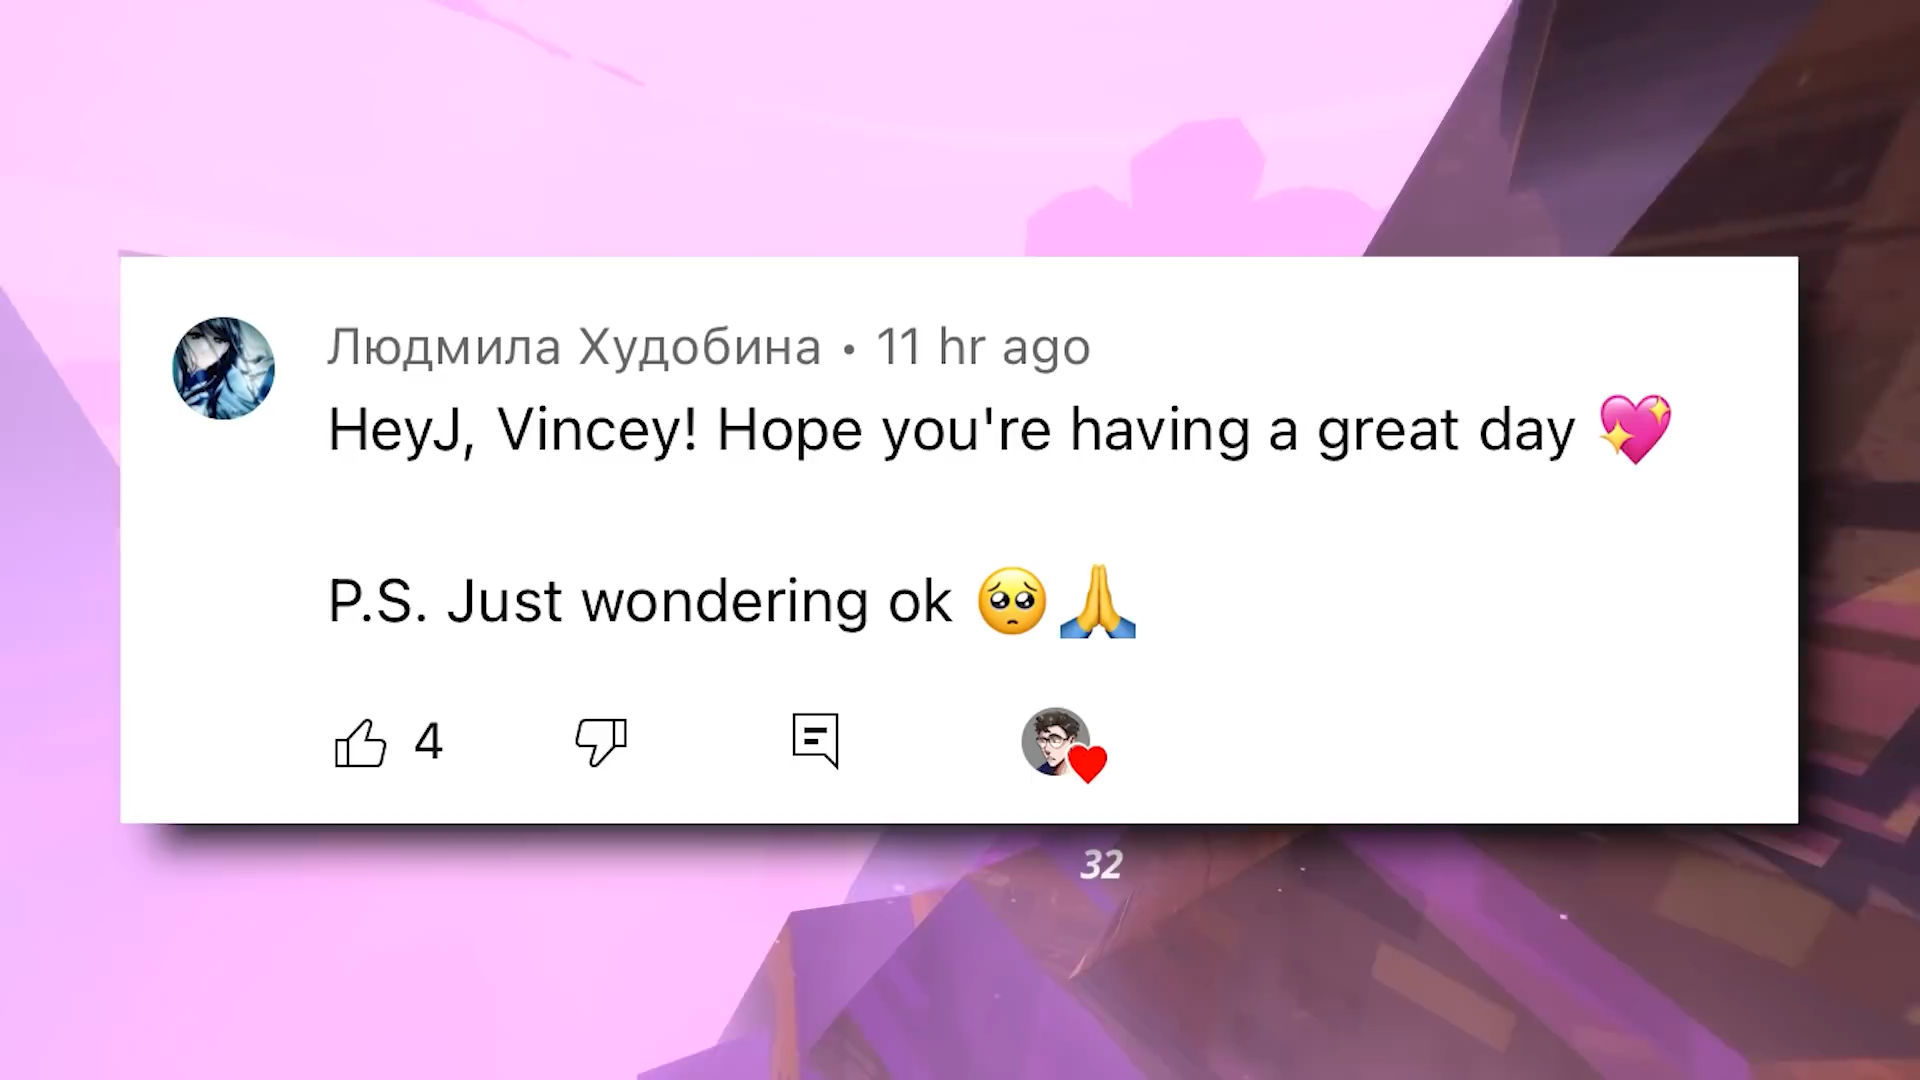 Людмила Худобина • 11 hr ago
HeyJ, Vincey! Hope you're having a great day 💖
P.S. Just wondering ok 🥺🙏
4
32